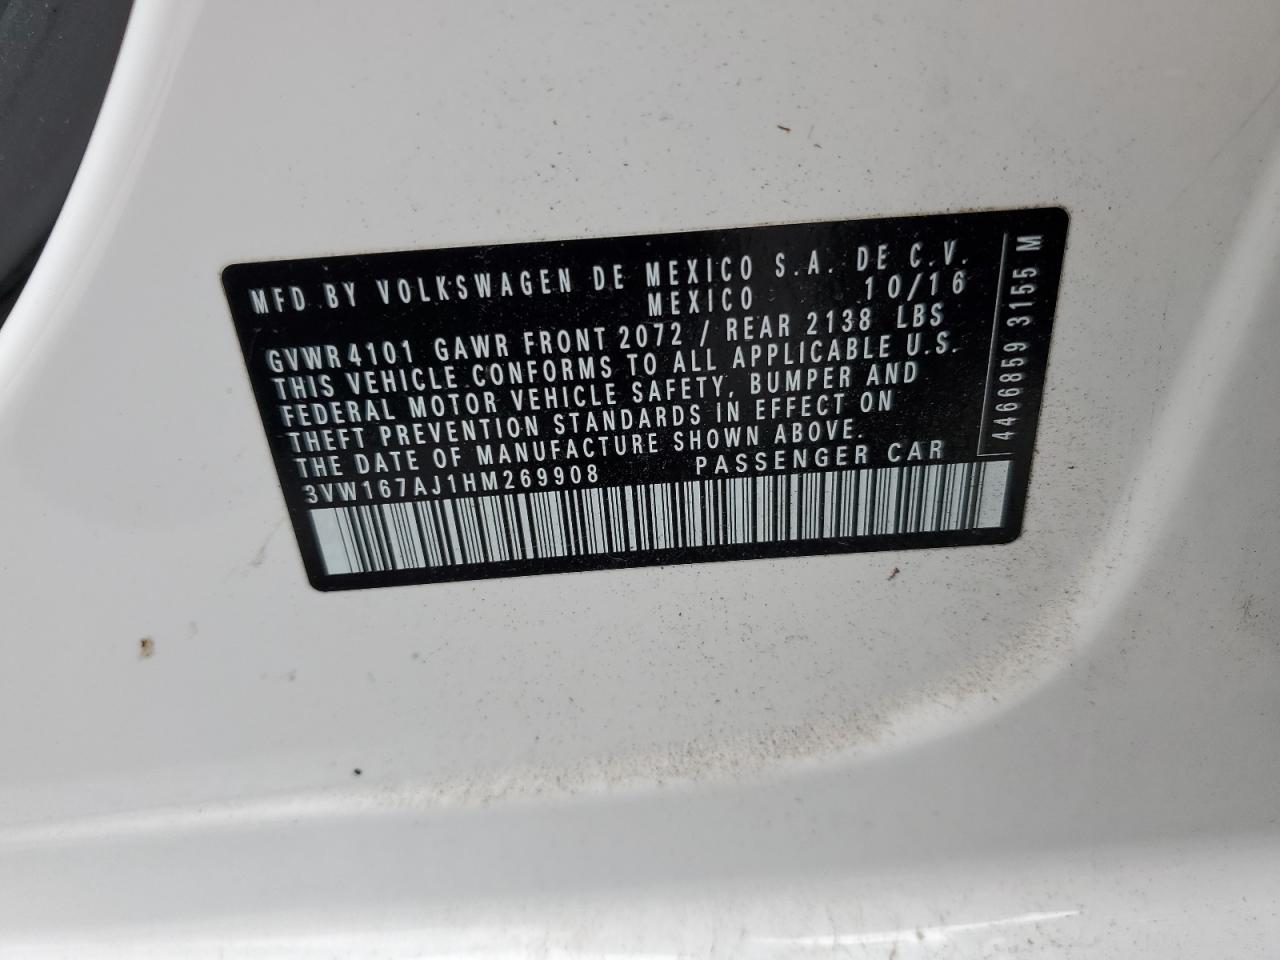 MFD.BY VOLKSWAGEN DE MEXICO S.A. DE C.V.
MEXICO 10/16
GVWR 4101 GAWR FRONT 2072 / REAR 2138 LBS
THIS VEHICLE CONFORMS TO ALL APPLICABLE U.S.
FEDERAL MOTOR VEHICLE SAFETY, BUMPER AND
THEFT PREVENTION STANDARDS IN EFFECT ON
THE DATE OF MANUFACTURE SHOWN ABOVE.
3VW167AJ1HM269908 PASSENGER CAR
4466859 3155 M